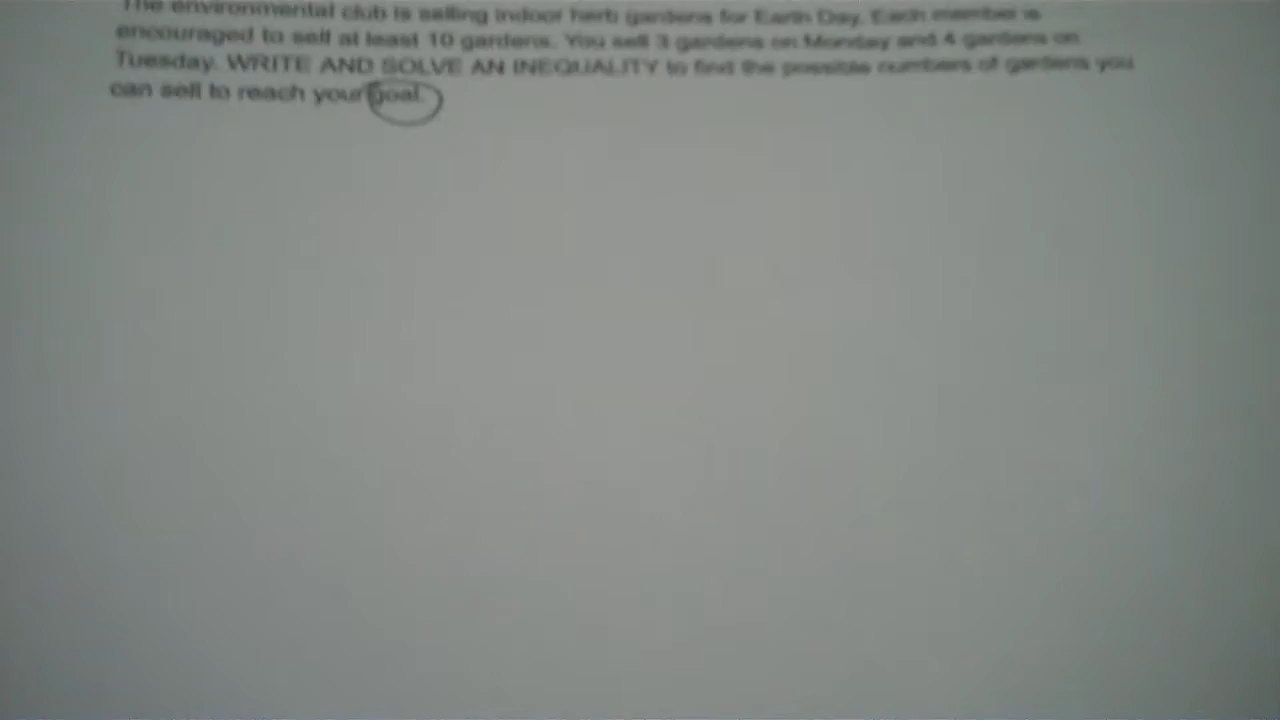 The environmental club is selling indoor herb gardens for Earth Day. Each member is
encouraged to sell at least 10 gardens. You sell 3 gardens on Monday and 4 gardens on
Tuesday. WRITE AND SOLVE AN INEQUALITY to find the possible numbers of gardens you
can sell to reach your goal.